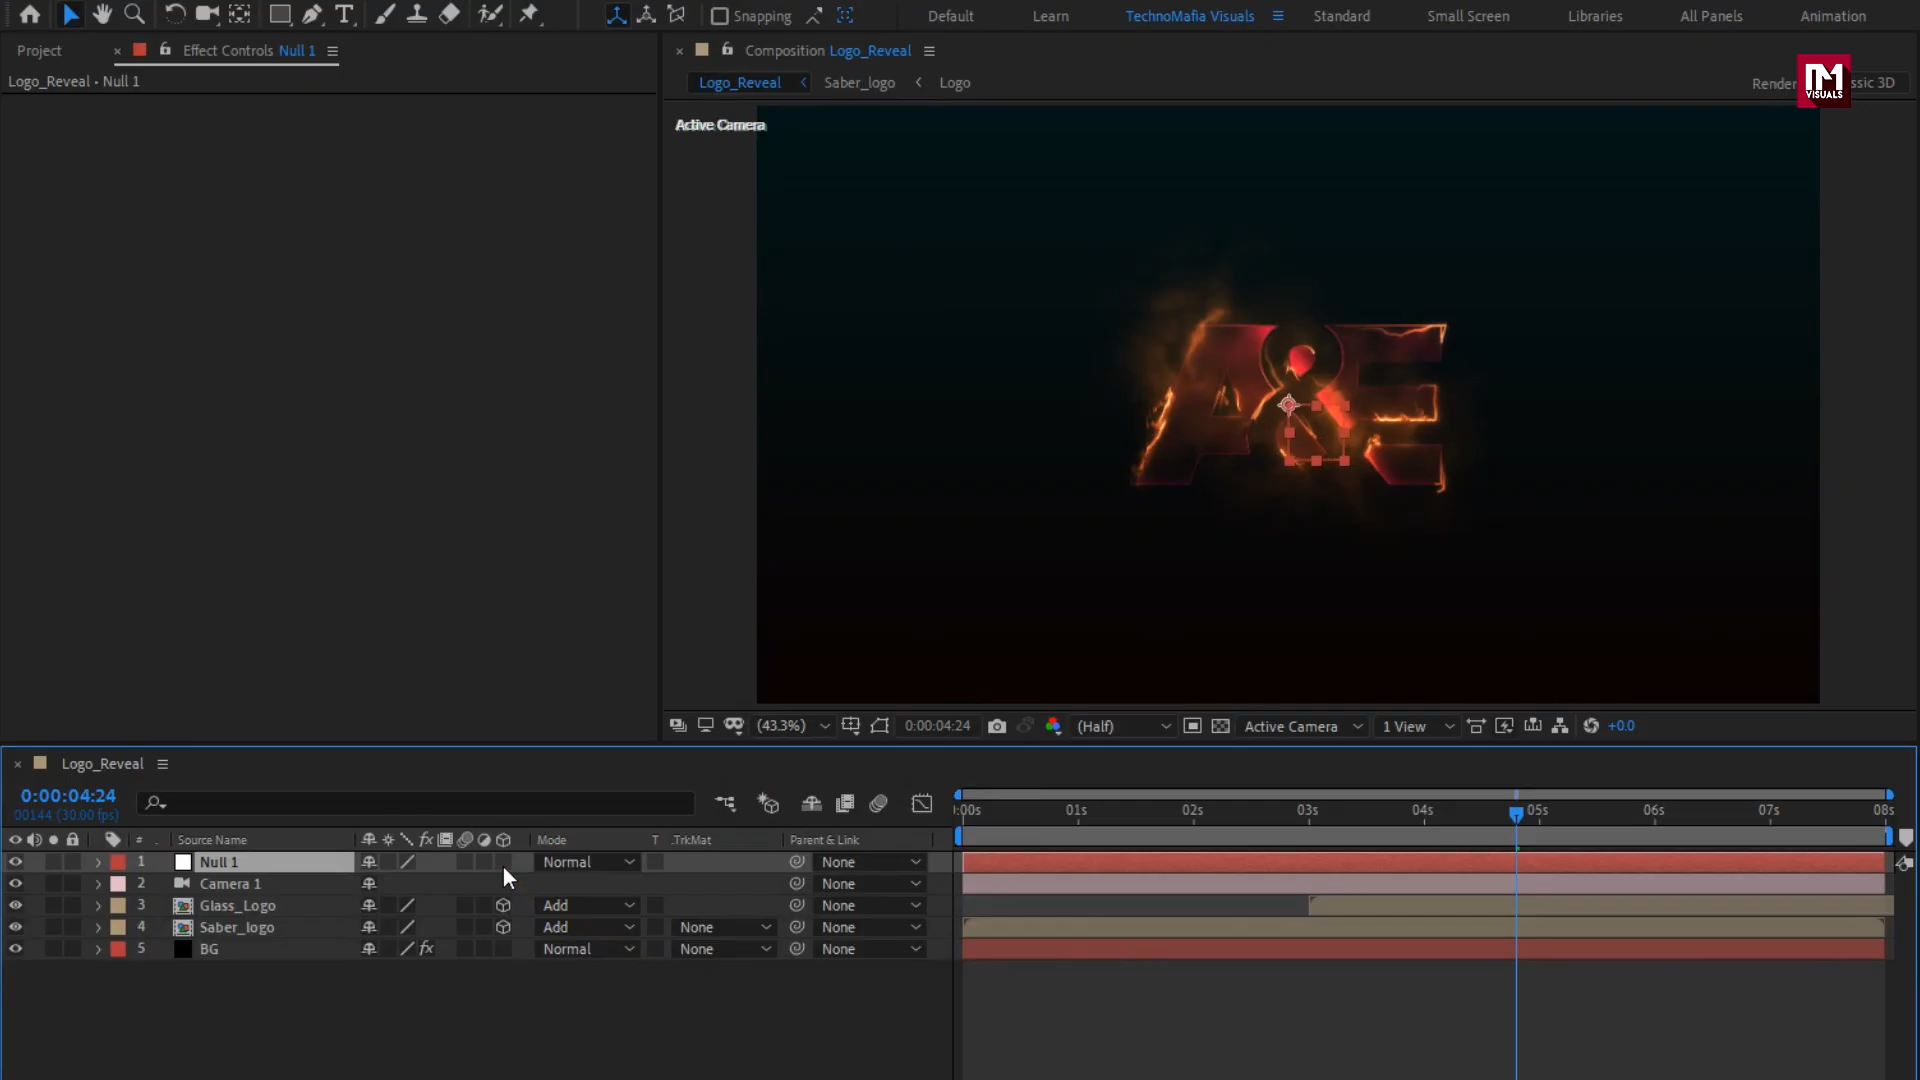 Snapping
Default
Learn
TechnoMafia Visuals
Standard
Small Screen
Libraries
All Panels
Animation
Project
Effect Controls Null 1
Composition Logo_Reveal
Logo_Reveal • Null 1
Logo_Reveal
Saber_logo
Logo
Render
ssic 3D
VISUALS
Active Camera
A&E
(43.3%)
0:00:04:24
(Half)
Active Camera
1 View
+0.0
Logo_Reveal
0:00:04:24
00144 (30.00 fps)
:00s 01s 02s 03s 04s 05s 06s 07s 08s
# Source Name fx Mode T .TrkMat Parent & Link
1 Null 1 Normal None
2 Camera 1 None
3 Glass_Logo Add None
4 Saber_logo Add None None
5 BG fx Normal None None